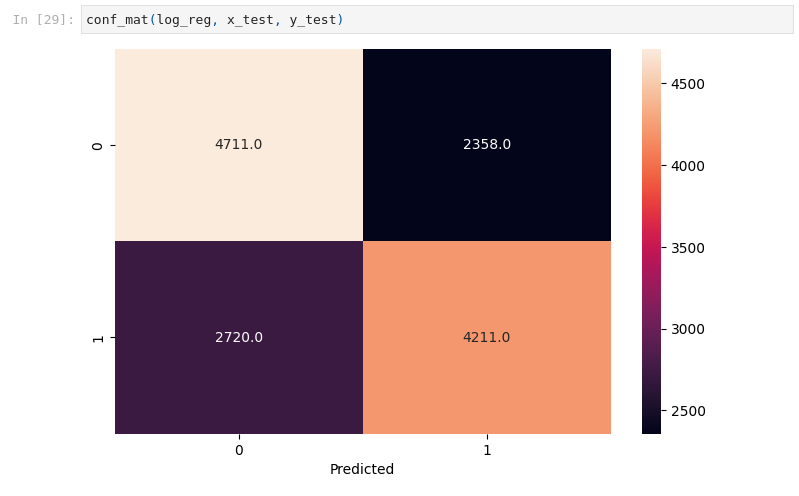 In [29]: conf_mat(log_reg, x_test, y_test)
4500
0 4711.0 2358.0
4000
3500
3000
1 2720.0 4211.0
2500
0 1
Predicted